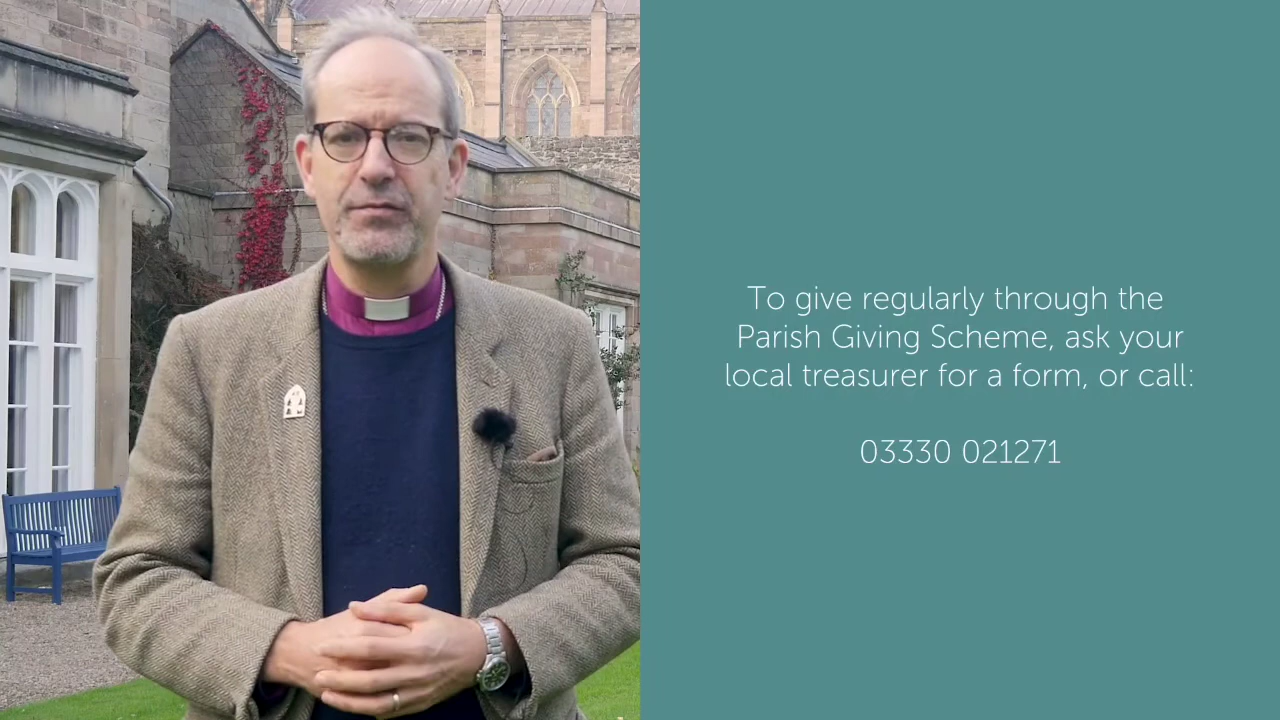 To give regularly through the
Parish Giving Scheme, ask your
local treasurer for a form, or call:
03330 021271